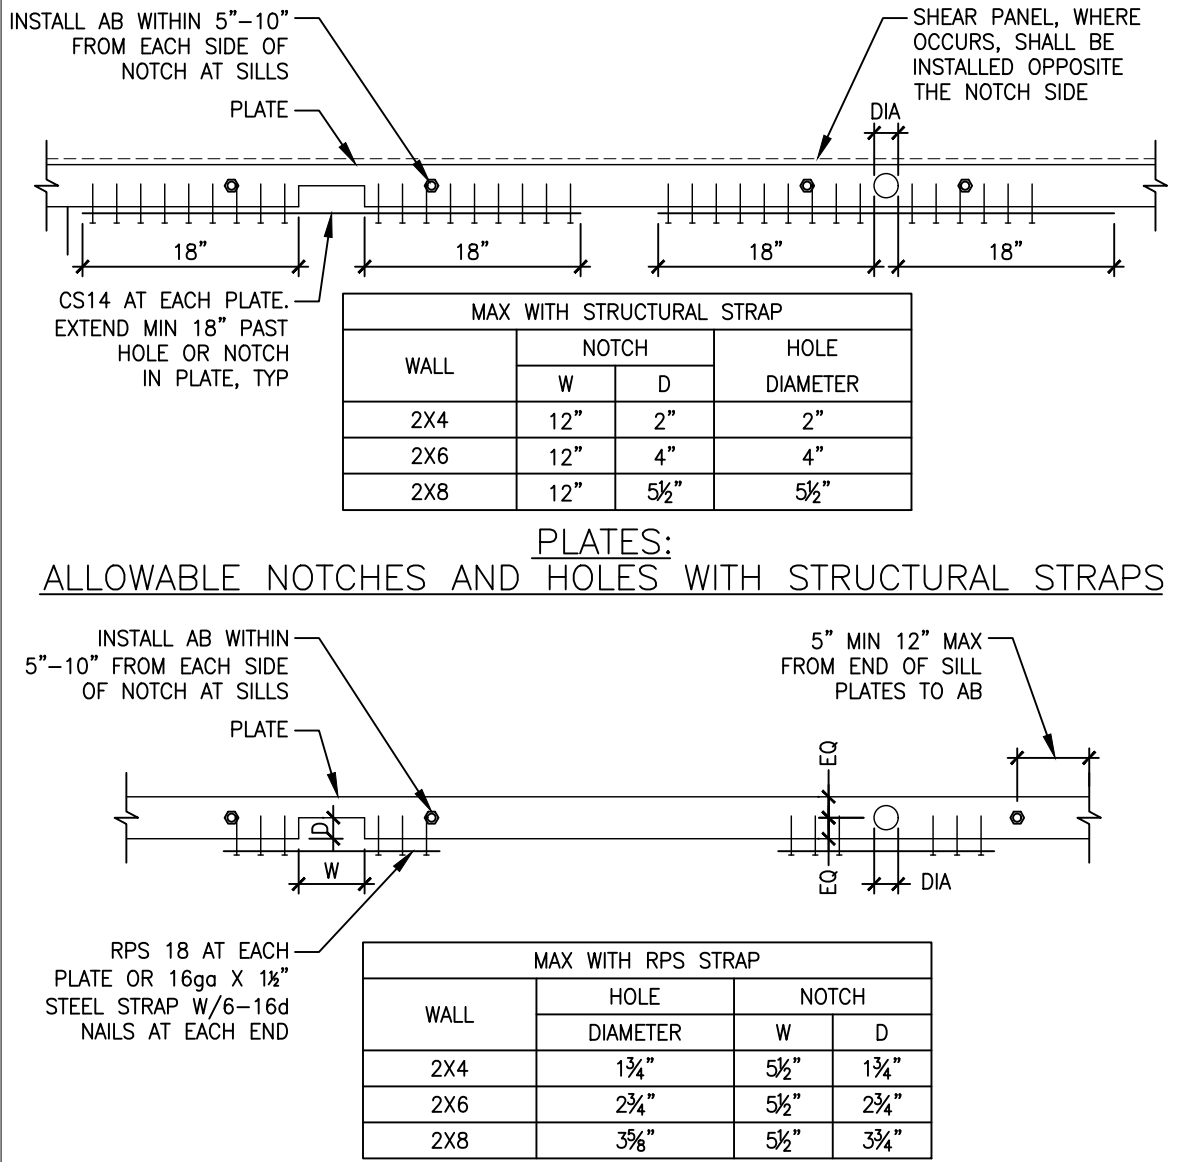 INSTALL AB WITHIN 5"-10"
FROM EACH SIDE OF
NOTCH AT SILLS
PLATE
SHEAR PANEL, WHERE
OCCURS, SHALL BE
INSTALLED OPPOSITE
THE NOTCH SIDE
DIA
18"
18"
18"
18"
CS14 AT EACH PLATE.
EXTEND MIN 18" PAST
HOLE OR NOTCH
IN PLATE, TYP
MAX WITH STRUCTURAL STRAP
WALL NOTCH HOLE
W D DIAMETER
2X4 12" 2" 2"
2X6 12" 4" 4"
2X8 12" 5½" 5½"
PLATES:
ALLOWABLE NOTCHES AND HOLES WITH STRUCTURAL STRAPS
INSTALL AB WITHIN
5"-10" FROM EACH SIDE
OF NOTCH AT SILLS
PLATE
5" MIN 12" MAX
FROM END OF SILL
PLATES TO AB
EQ
D
W
EQ
DIA
RPS 18 AT EACH
PLATE OR 16ga X 1½"
STEEL STRAP W/6-16d
NAILS AT EACH END
MAX WITH RPS STRAP
WALL HOLE NOTCH
DIAMETER W D
2X4 1¾" 5½" 1¾"
2X6 2¾" 5½" 2¾"
2X8 3⅝" 5½" 3¾"